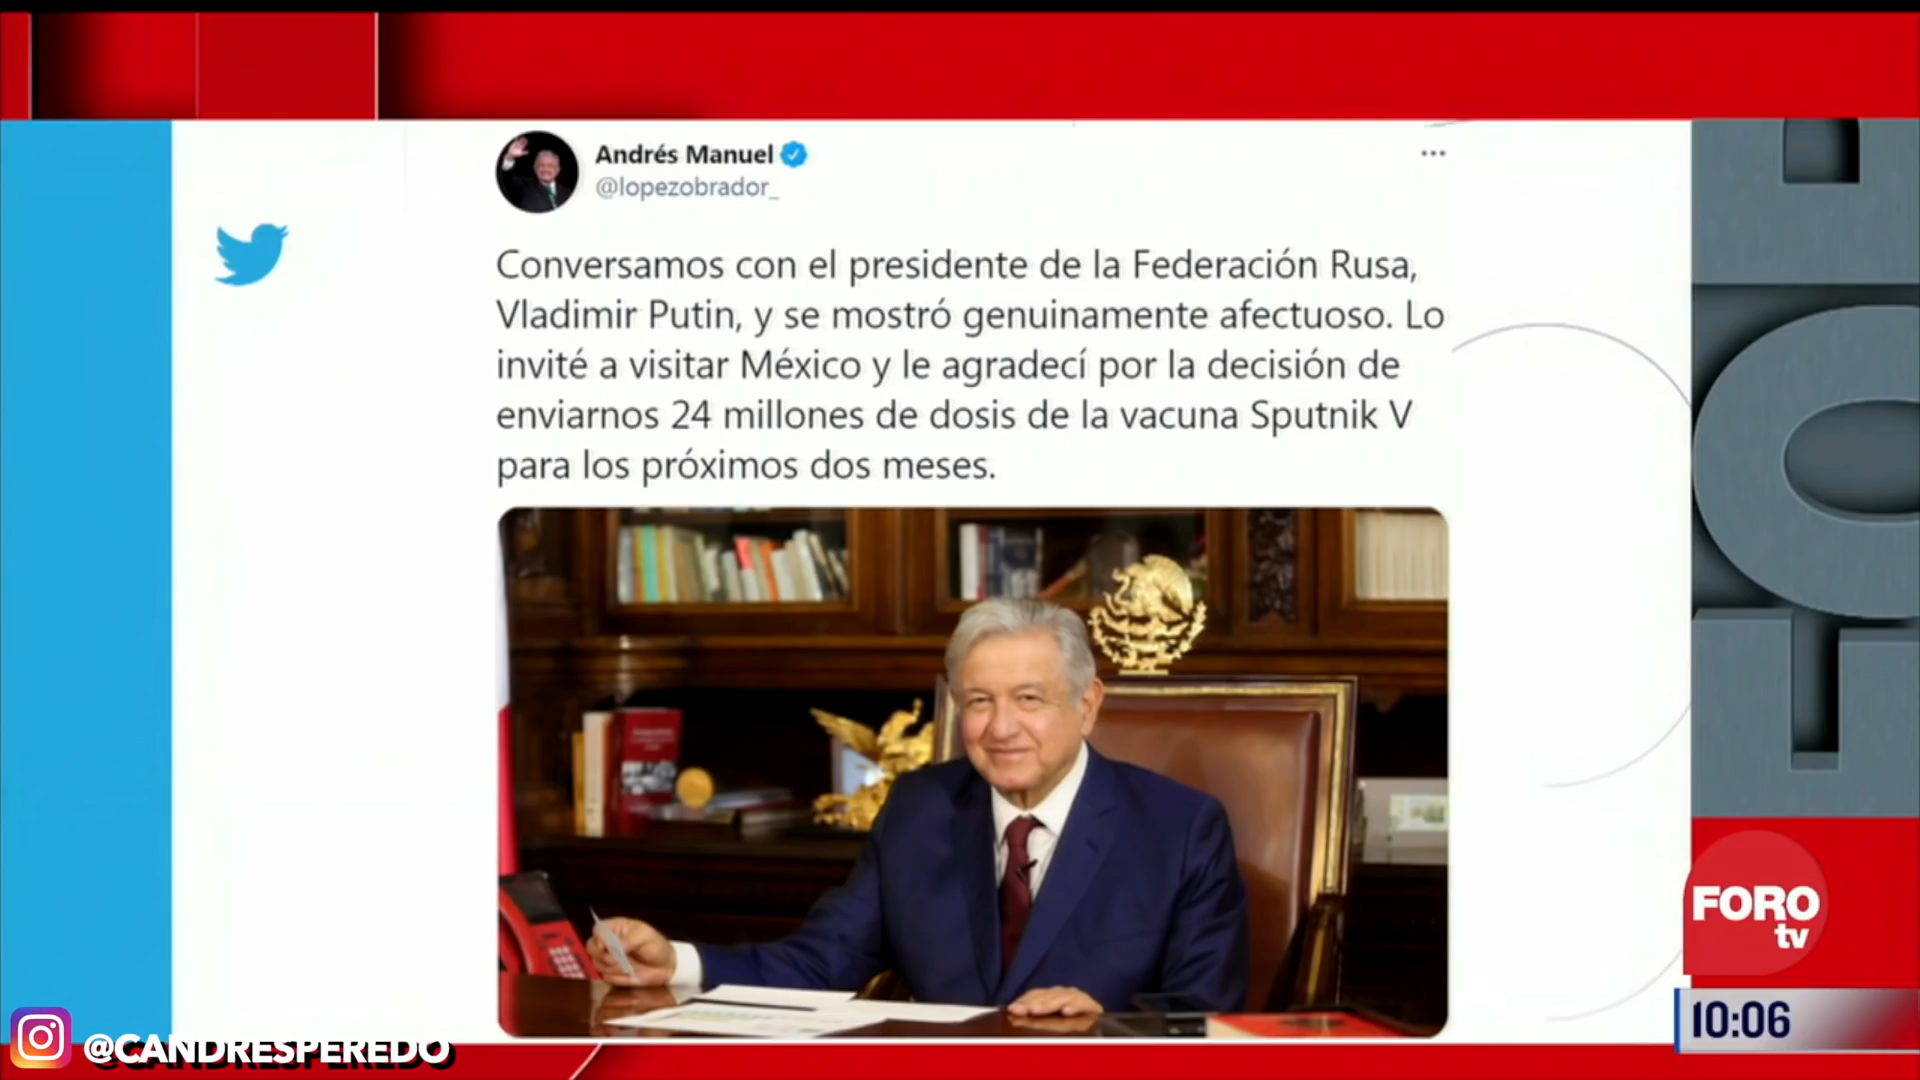 Andrés Manuel
@lopezobrador_
Conversamos con el presidente de la Federación Rusa,
Vladimir Putin, y se mostró genuinamente afectuoso. Lo
invité a visitar México y le agradecí por la decisión de
enviarnos 24 millones de dosis de la vacuna Sputnik V
para los próximos dos meses.
FORO
tv
10:06
@CANDRESPEREDO